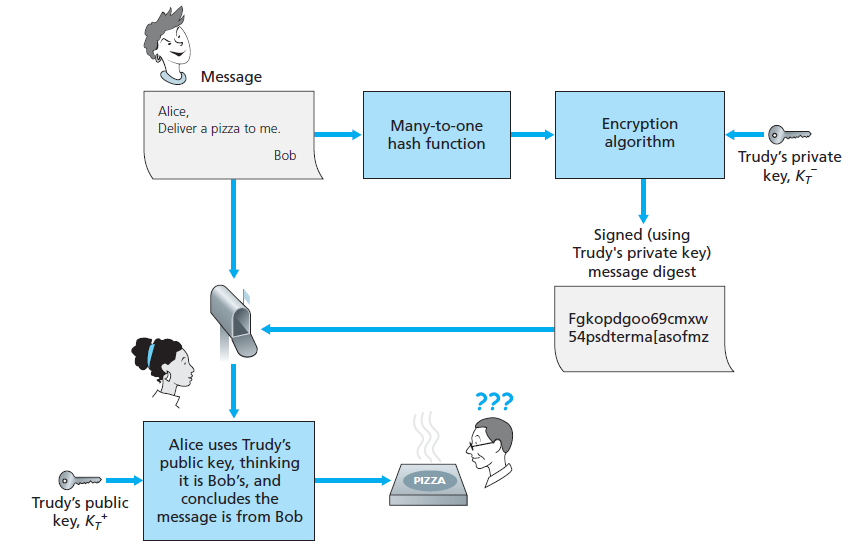 Message
Alice,
Deliver a pizza to me.
Bob
Many-to-one
hash function
Encryption
algorithm
Trudy's private
key, K_T^-
Signed (using
Trudy's private key)
message digest
Fgkopdgoo69cmxw
54psdterma[asofmz
???
Alice uses Trudy's
public key, thinking
it is Bob's, and
concludes the
message is from Bob
PIZZA
Trudy's public
key, K_T^+